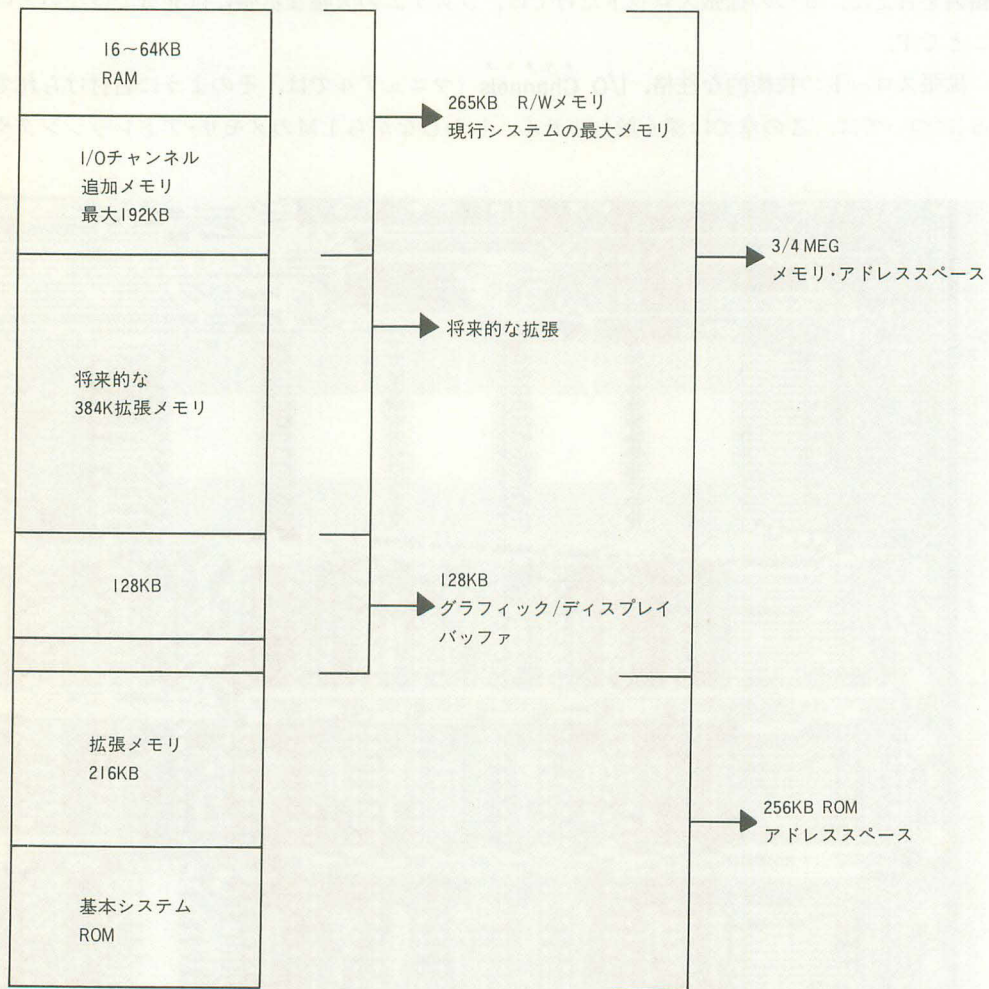 16〜64KB
RAM
I/Oチャンネル
追加メモリ
最大192KB
将来的な
384K拡張メモリ
128KB
拡張メモリ
216KB
基本システム
ROM
265KB R/Wメモリ
現行システムの最大メモリ
将来的な拡張
128KB
グラフィック/ディスプレイ
バッファ
3/4 MEG
メモリ・アドレススペース
256KB ROM
アドレススペース